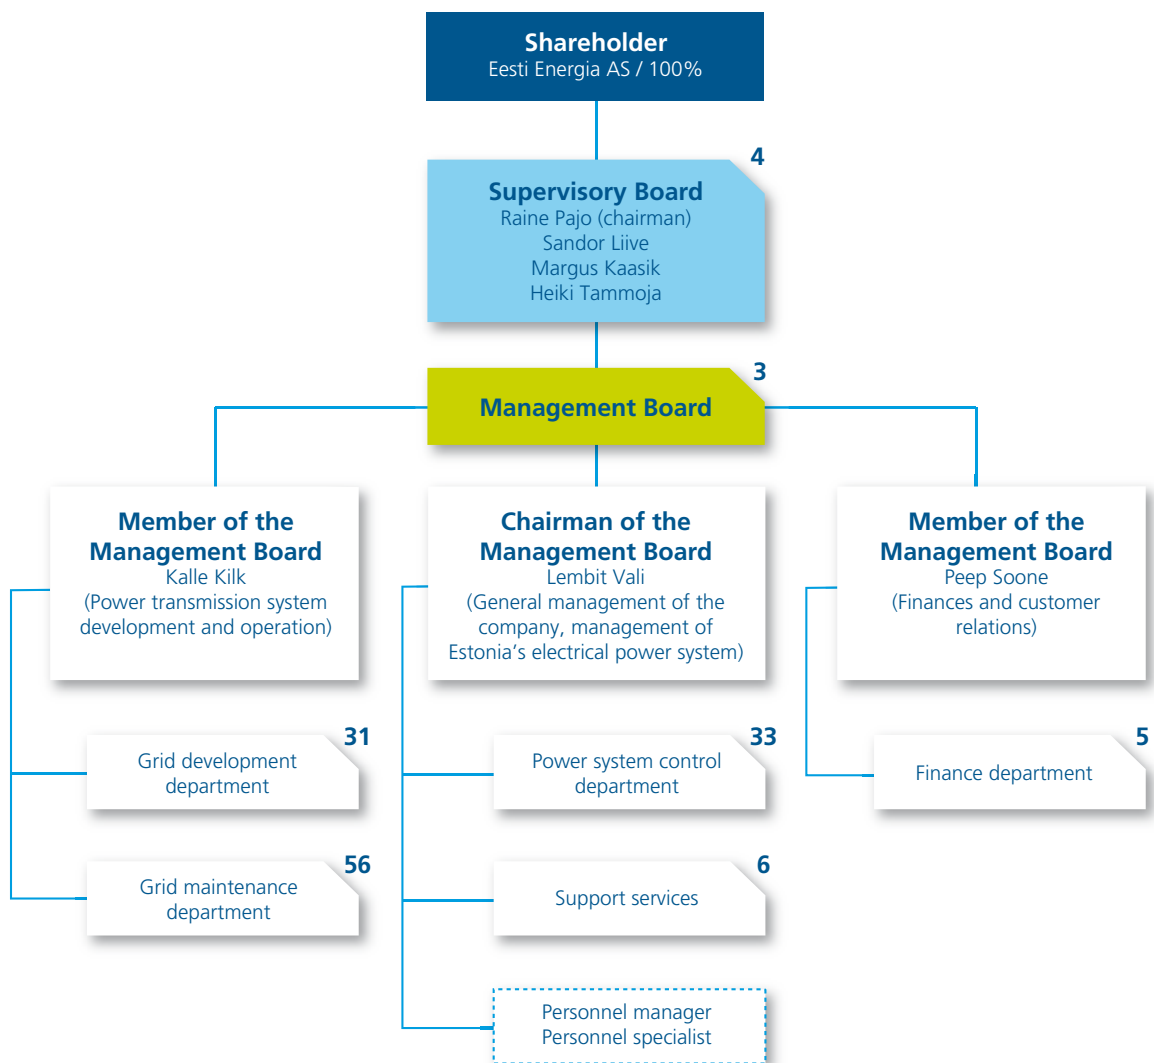 Shareholder
Eesti Energia AS / 100%
4
Supervisory Board
Raine Pajo (chairman)
Sandor Liive
Margus Kaasik
Heiki Tammoja
3
Management Board
Member of the
Management Board
Kalle Kilk
(Power transmission system
development and operation)
Chairman of the
Management Board
Lembit Vali
(General management of the
company, management of
Estonia’s electrical power system)
Member of the
Management Board
Peep Soone
(Finances and customer
relations)
31
Grid development
department
33
Power system control
department
5
Finance department
56
Grid maintenance
department
6
Support services
Personnel manager
Personnel specialist